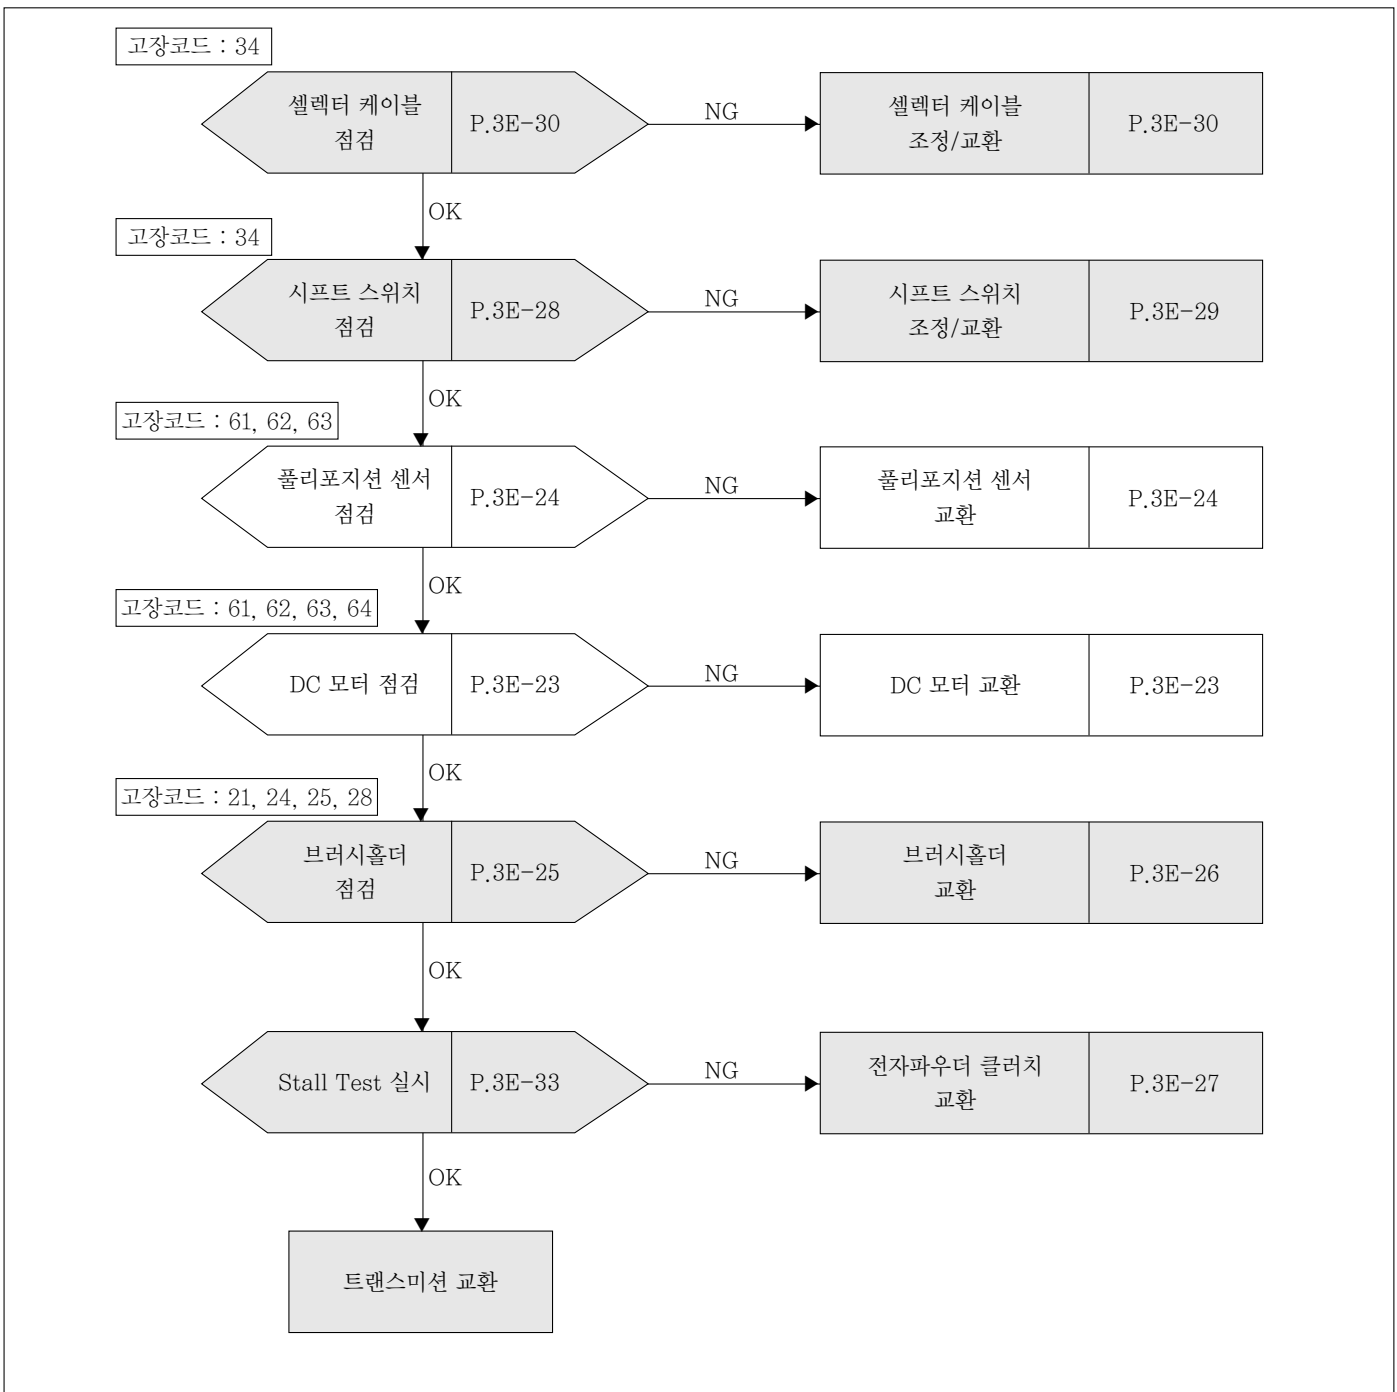 고장코드 : 34
셀렉터 케이블
점검
P.3E-30
NG
셀렉터 케이블
조정/교환
P.3E-30
OK
고장코드 : 34
시프트 스위치
점검
P.3E-28
NG
시프트 스위치
조정/교환
P.3E-29
OK
고장코드 : 61, 62, 63
풀리포지션 센서
점검
P.3E-24
NG
풀리포지션 센서
교환
P.3E-24
OK
고장코드 : 61, 62, 63, 64
DC 모터 점검
P.3E-23
NG
DC 모터 교환
P.3E-23
OK
고장코드 : 21, 24, 25, 28
브러시홀더
점검
P.3E-25
NG
브러시홀더
교환
P.3E-26
OK
Stall Test 실시
P.3E-33
NG
전자파우더 클러치
교환
P.3E-27
OK
트랜스미션 교환